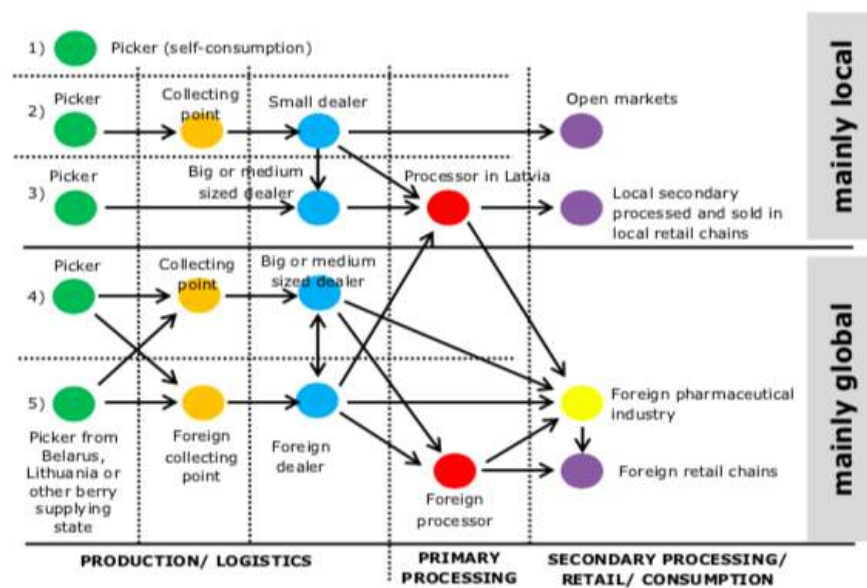 1)
Picker (self-consumption)
2)
Picker
Collecting
point
Small dealer
Open markets
3)
Picker
Big or medium
sized dealer
Processor in Latvia
Local secondary
processed and sold in
local retail chains
mainly local
4)
Picker
Collecting
point
Big or medium
sized dealer
5)
Picker from
Belarus,
Lithuania or
other berry
supplying
state
Foreign
collecting
point
Foreign
dealer
Foreign
processor
Foreign pharmaceutical
industry
Foreign retail chains
mainly global
PRODUCTION/ LOGISTICS
PRIMARY
PROCESSING
SECONDARY PROCESSING/
RETAIL/ CONSUMPTION